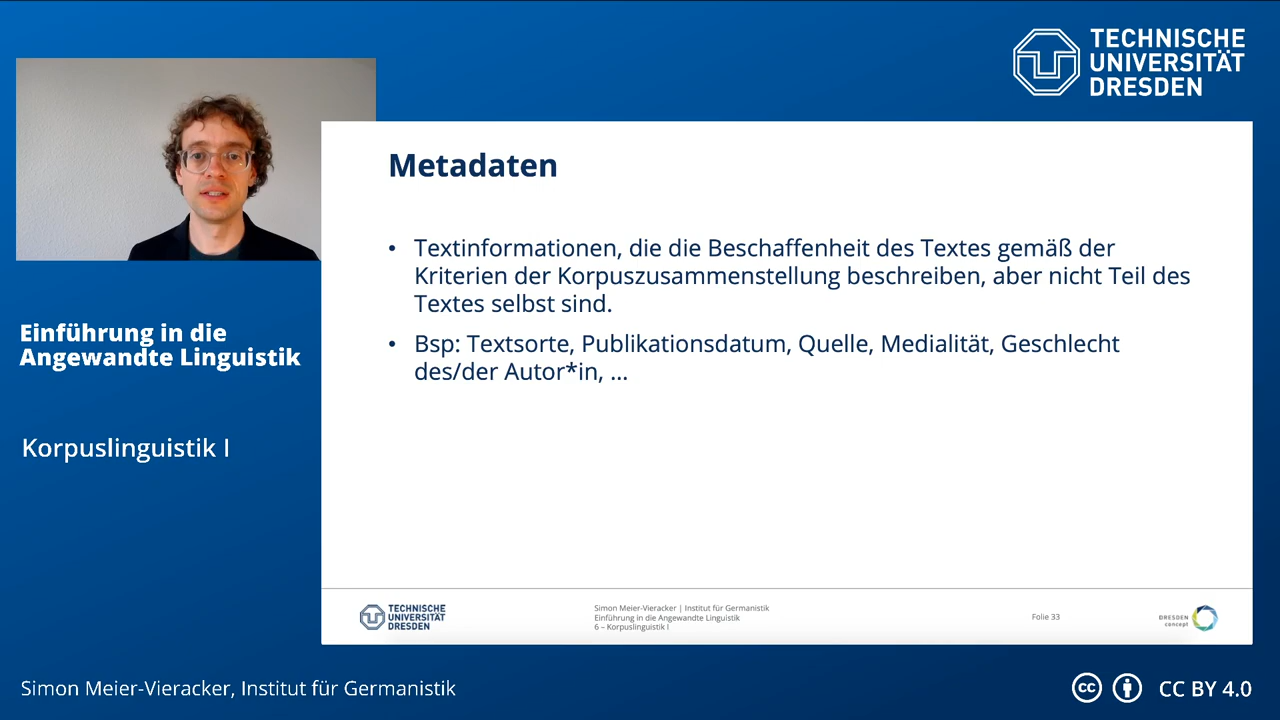 TECHNISCHE
UNIVERSITÄT
DRESDEN
Einführung in die
Angewandte Linguistik
Korpuslinguistik I
Metadaten
• Textinformationen, die die Beschaffenheit des Textes gemäß der
Kriterien der Korpuszusammenstellung beschreiben, aber nicht Teil des
Textes selbst sind.
• Bsp: Textsorte, Publikationsdatum, Quelle, Medialität, Geschlecht
des/der Autor*in, ...
TECHNISCHE
UNIVERSITÄT
DRESDEN
Simon Meier-Vieracker | Institut für Germanistik
Einführung in die Angewandte Linguistik
6 – Korpuslinguistik I
Folie 33
DRESDEN
concept
Simon Meier-Vieracker, Institut für Germanistik
cc CC BY 4.0